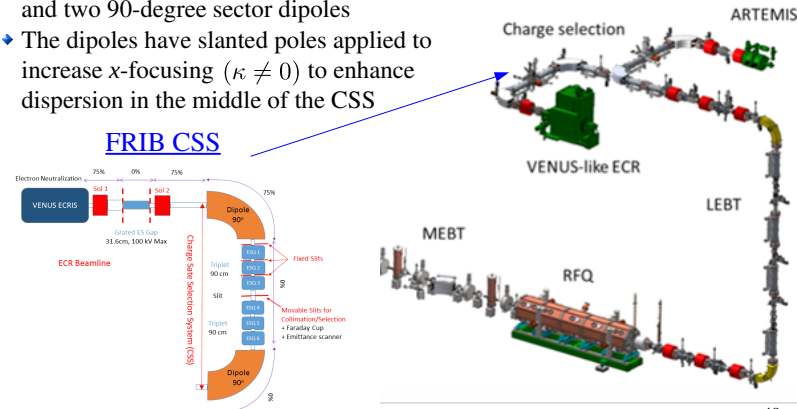 and two 90-degree sector dipoles
The dipoles have slanted poles applied to
increase x-focusing (κ ≠ 0) to enhance
dispersion in the middle of the CSS
FRIB CSS
Electron Neutralization
75%
0%
75%
75%
VENUS ECRIS
Sol 1
Sol 2
Grated ES Gap
31.6cm, 100 kV Max
ECR Beamline
Charge Sate Selection System (CSS)
Dipole
90°
ESQ 1
ESQ 2
ESQ 3
Triplet
90 cm
Fixed Slits
Slit
0%
ESQ 4
ESQ 5
ESQ 6
Triplet
90 cm
Movable Slits for
Collimation/Selection
+ Faraday Cup
+ Emittance scanner
Dipole
90°
0%
Charge selection
ARTEMIS
VENUS-like ECR
LEBT
MEBT
RFQ